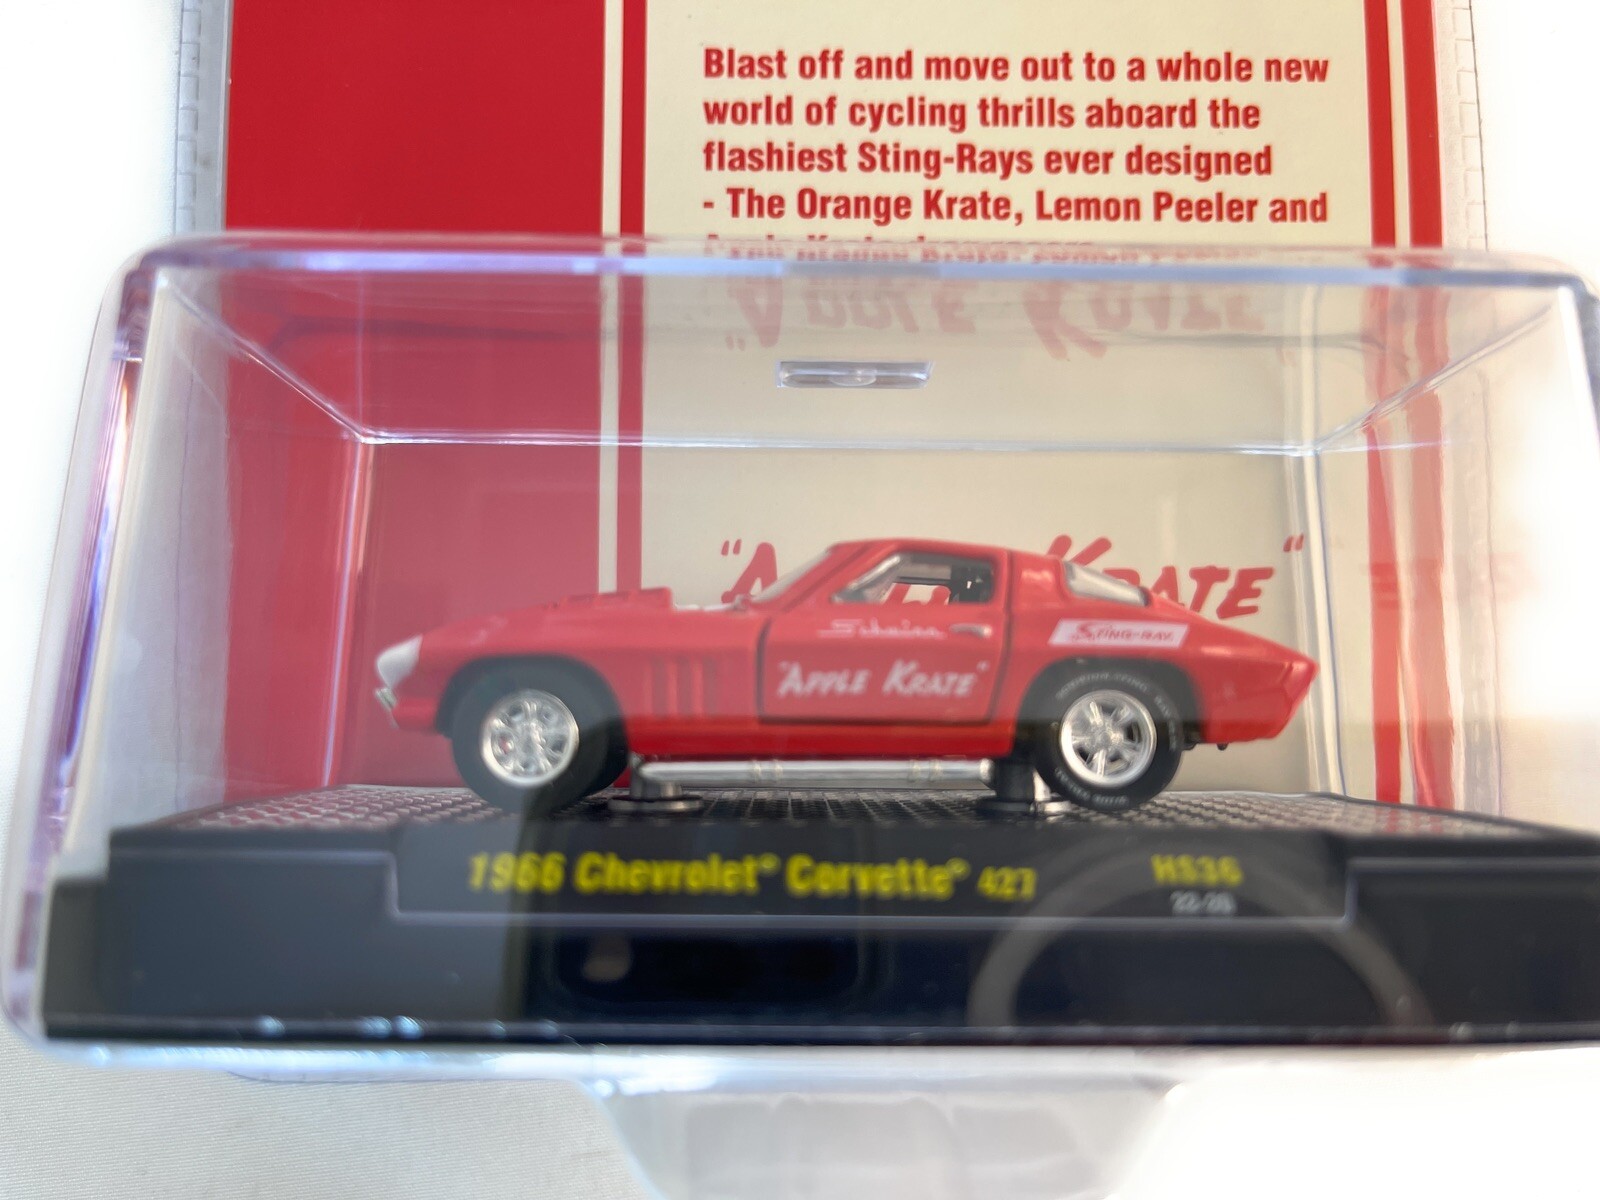 Blast off and move out to a whole new
world of cycling thrills aboard the
flashiest Sting-Rays ever designed
- The Orange Krate, Lemon Peeler and
Schwinn
STING-RAY
"APPLE KRATE"
1966 Chevrolet® Corvette® 427
HS36